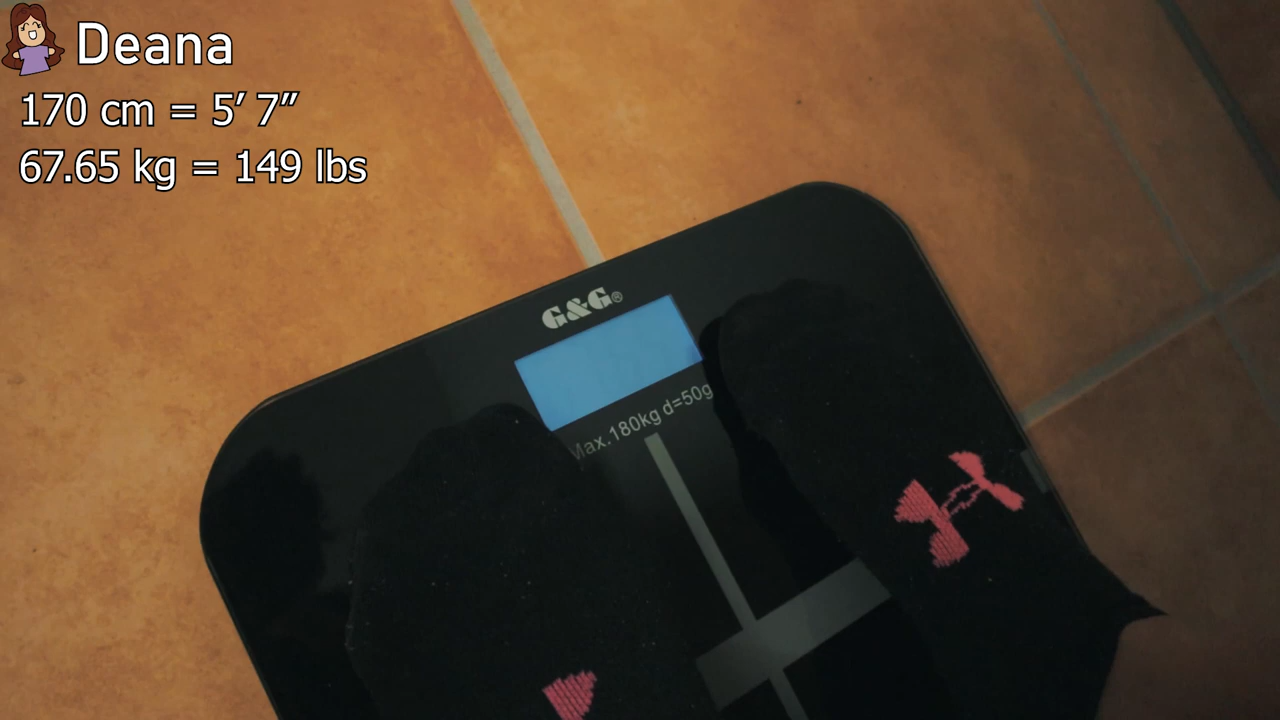 Deana
170 cm = 5’ 7”
67.65 kg = 149 lbs
G&G®
Max.180kg d=50g